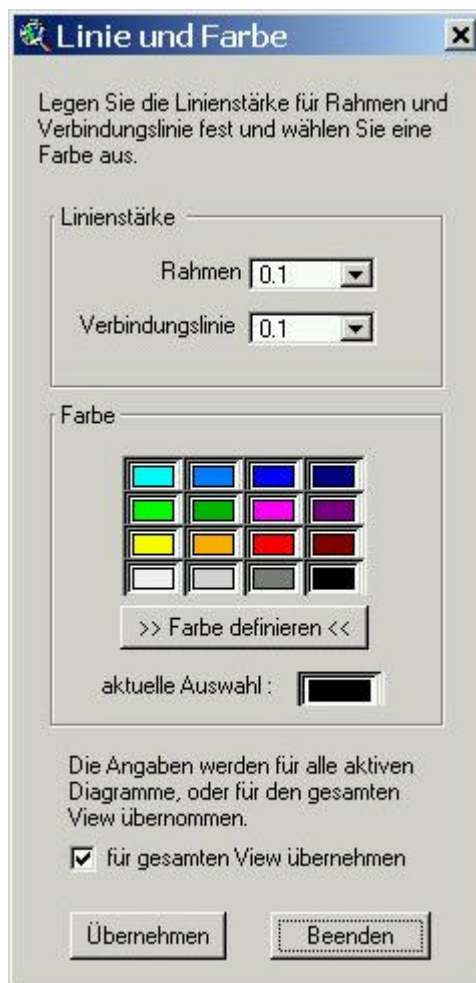 Linie und Farbe
Legen Sie die Linienstärke für Rahmen und
Verbindungslinie fest und wählen Sie eine
Farbe aus.
Linienstärke
Rahmen 0.1
Verbindungslinie 0.1
Farbe
>> Farbe definieren <<
aktuelle Auswahl :
Die Angaben werden für alle aktiven
Diagramme, oder für den gesamten
View übernommen.
für gesamten View übernehmen
Übernehmen Beenden